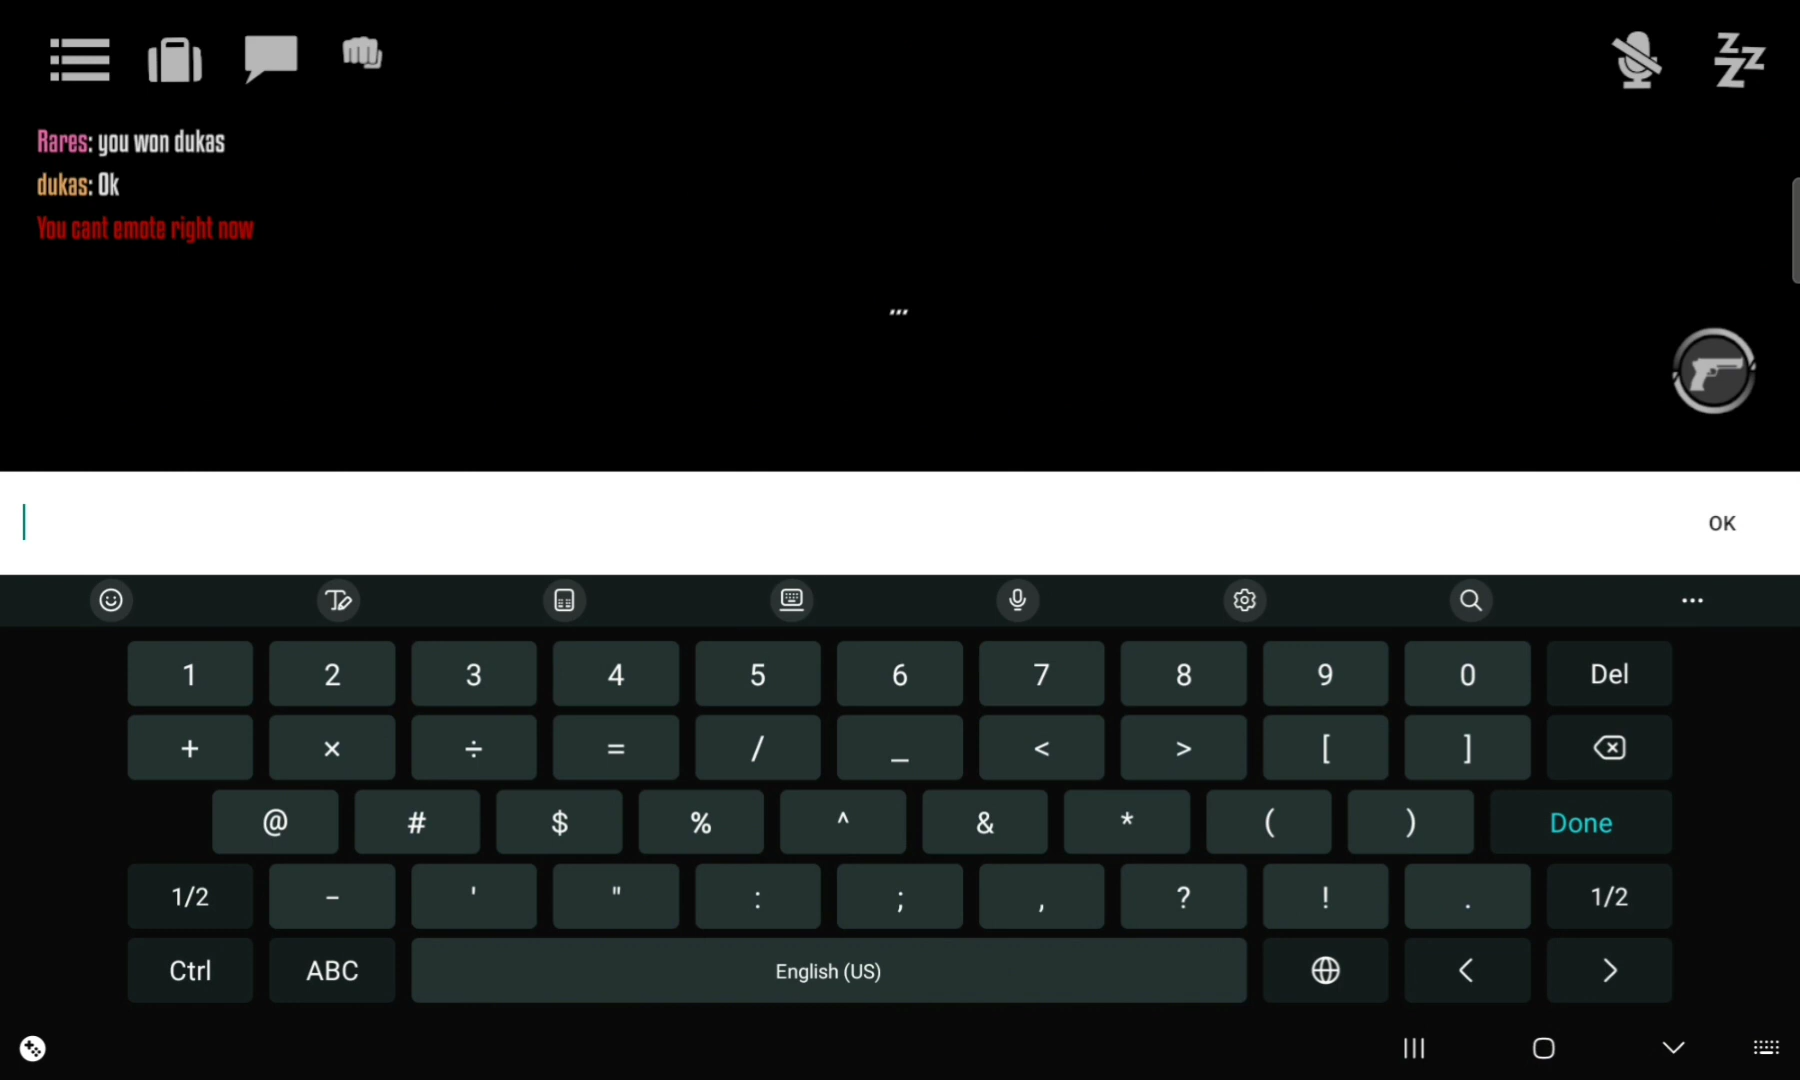 Rares: you won dukas
dukas: Ok
You cant emote right now
...
OK
1 2 3 4 5 6 7 8 9 0 Del
+ × ÷ = / _ < > [ ]
@ # $ % ^ & * ( ) Done
1/2 - ' " : ; , ? ! . 1/2
Ctrl ABC English (US) < >